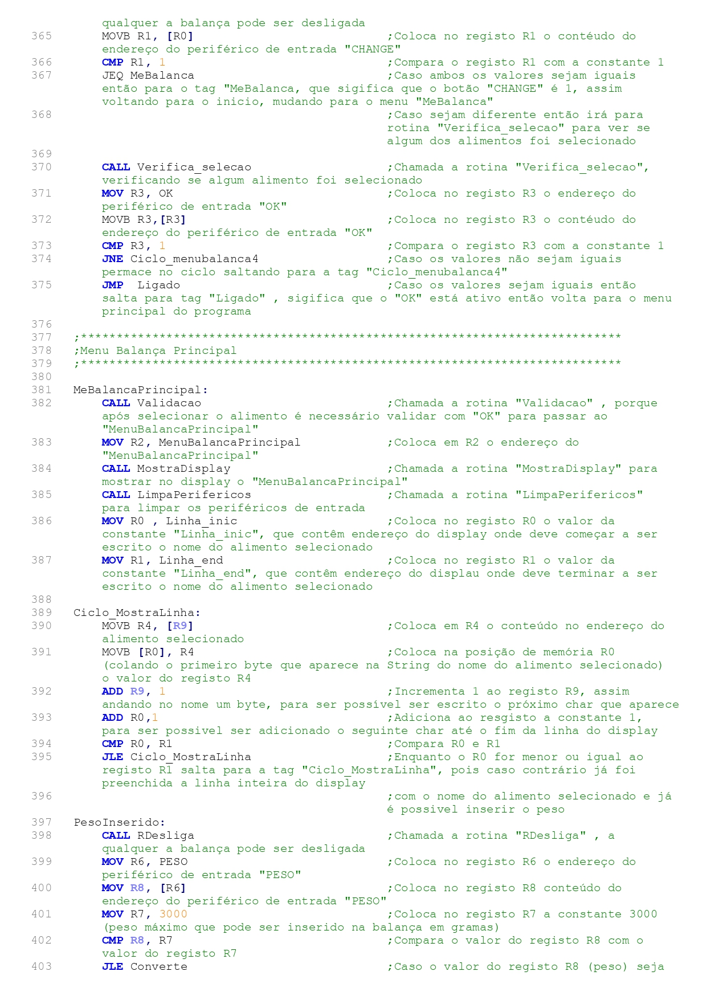 qualquer a balança pode ser desligada
365 MOVB R1, [R0] ;Coloca no registo R1 o contéudo do
endereço do periférico de entrada "CHANGE"
366 CMP R1, 1 ;Compara o registo R1 com a constante 1
367 JEQ MeBalanca ;Caso ambos os valores sejam iguais
então para o tag "MeBalanca, que sigifica que o botão "CHANGE" é 1, assim
voltando para o inicio, mudando para o menu "MeBalanca"
368 ;Caso sejam diferente então irá para
rotina "Verifica_selecao" para ver se
algum dos alimentos foi selecionado
369
370 CALL Verifica_selecao ;Chamada a rotina "Verifica_selecao",
verificando se algum alimento foi selecionado
371 MOV R3, OK ;Coloca no registo R3 o endereço do
periférico de entrada "OK"
372 MOVB R3,[R3] ;Coloca no registo R3 o contéudo do
endereço do periférico de entrada "OK"
373 CMP R3, 1 ;Compara o registo R3 com a constante 1
374 JNE Ciclo_menubalanca4 ;Caso os valores não sejam iguais
permace no ciclo saltando para a tag "Ciclo_menubalanca4"
375 JMP  Ligado ;Caso os valores sejam iguais então
salta para tag "Ligado" , sigifica que o "OK" está ativo então volta para o menu
principal do programa
376
377 ;****************************************************************************
378 ;Menu Balança Principal
379 ;****************************************************************************
380
381 MeBalancaPrincipal:
382 CALL Validacao ;Chamada a rotina "Validacao" , porque
após selecionar o alimento é necessário validar com "OK" para passar ao
"MenuBalancaPrincipal"
383 MOV R2, MenuBalancaPrincipal ;Coloca em R2 o endereço do
"MenuBalancaPrincipal"
384 CALL MostraDisplay ;Chamada a rotina "MostraDisplay" para
mostrar no display o "MenuBalancaPrincipal"
385 CALL LimpaPerifericos ;Chamada a rotina "LimpaPerifericos"
para limpar os periféricos de entrada
386 MOV R0 , Linha_inic ;Coloca no registo R0 o valor da
constante "Linha_inic", que contêm endereço do display onde deve começar a ser
escrito o nome do alimento selecionado
387 MOV R1, Linha_end ;Coloca no registo R1 o valor da
constante "Linha_end", que contêm endereço do displau onde deve terminar a ser
escrito o nome do alimento selecionado
388
389 Ciclo_MostraLinha:
390 MOVB R4, [R9] ;Coloca em R4 o conteúdo no endereço do
alimento selecionado
391 MOVB [R0], R4 ;Coloca na posição de memória R0
(colando o primeiro byte que aparece na String do nome do alimento selecionado)
o valor do registo R4
392 ADD R9, 1 ;Incrementa 1 ao registo R9, assim
andando no nome um byte, para ser possível ser escrito o próximo char que aparece
393 ADD R0,1 ;Adiciona ao resgisto a constante 1,
para ser possivel ser adicionado o seguinte char até o fim da linha do display
394 CMP R0, R1 ;Compara R0 e R1
395 JLE Ciclo_MostraLinha ;Enquanto o R0 for menor ou igual ao
registo R1 salta para a tag "Ciclo_MostraLinha", pois caso contrário já foi
preenchida a linha inteira do display
396 ;com o nome do alimento selecionado e já
é possivel inserir o peso
397 PesoInserido:
398 CALL RDesliga ;Chamada a rotina "RDesliga" , a
qualquer a balança pode ser desligada
399 MOV R6, PESO ;Coloca no registo R6 o endereço do
periférico de entrada "PESO"
400 MOV R8, [R6] ;Coloca no registo R8 conteúdo do
endereço do periférico de entrada "PESO"
401 MOV R7, 3000 ;Coloca no registo R7 a constante 3000
(peso máximo que pode ser inserido na balança em gramas)
402 CMP R8, R7 ;Compara o valor do registo R8 com o
valor do registo R7
403 JLE Converte ;Caso o valor do registo R8 (peso) seja